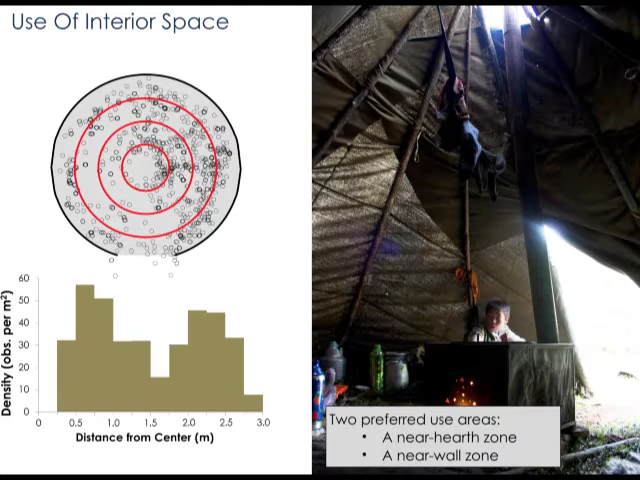 Use Of Interior Space
Density (obs. per m²)
60
50
40
30
20
10
0
0 0.5 1.0 1.5 2.0 2.5 3.0
Distance from Center (m)
Two preferred use areas:
• A near-hearth zone
• A near-wall zone